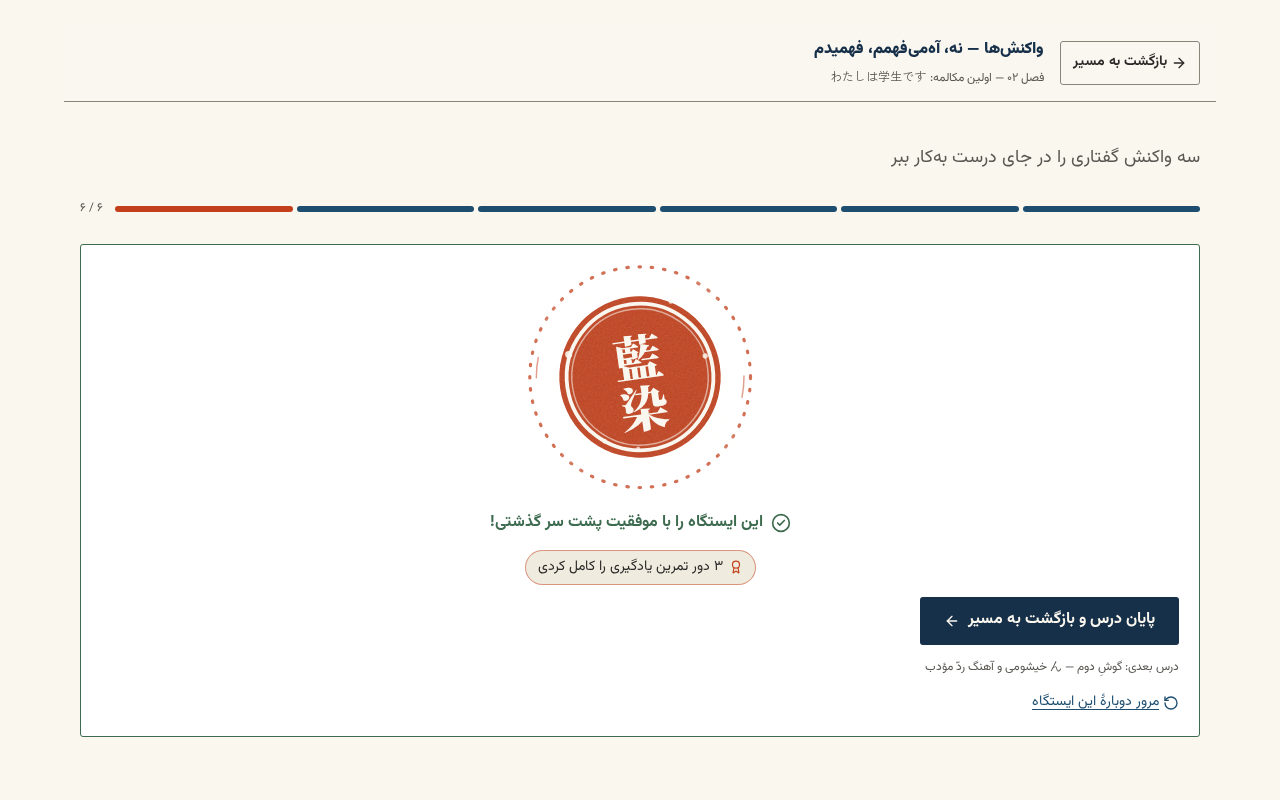 بازگشت به مسیر
واکنش‌ها — نه، آه‌می‌فهمم، فهمیدم
فصل ۰۲ — اولین مکالمه: わたしは学生です
سه واکنش گفتاری را در جای درست به‌کار ببر
۶ / ۶
藍
染
این ایستگاه را با موفقیت پشت سر گذشتی!
۳ دور تمرین یادگیری را کامل کردی
پایان درس و بازگشت به مسیر
درس بعدی: گوشِ دوم — ん خیشومی و آهنگ ردّ مؤدب
مرور دوبارهٔ این ایستگاه